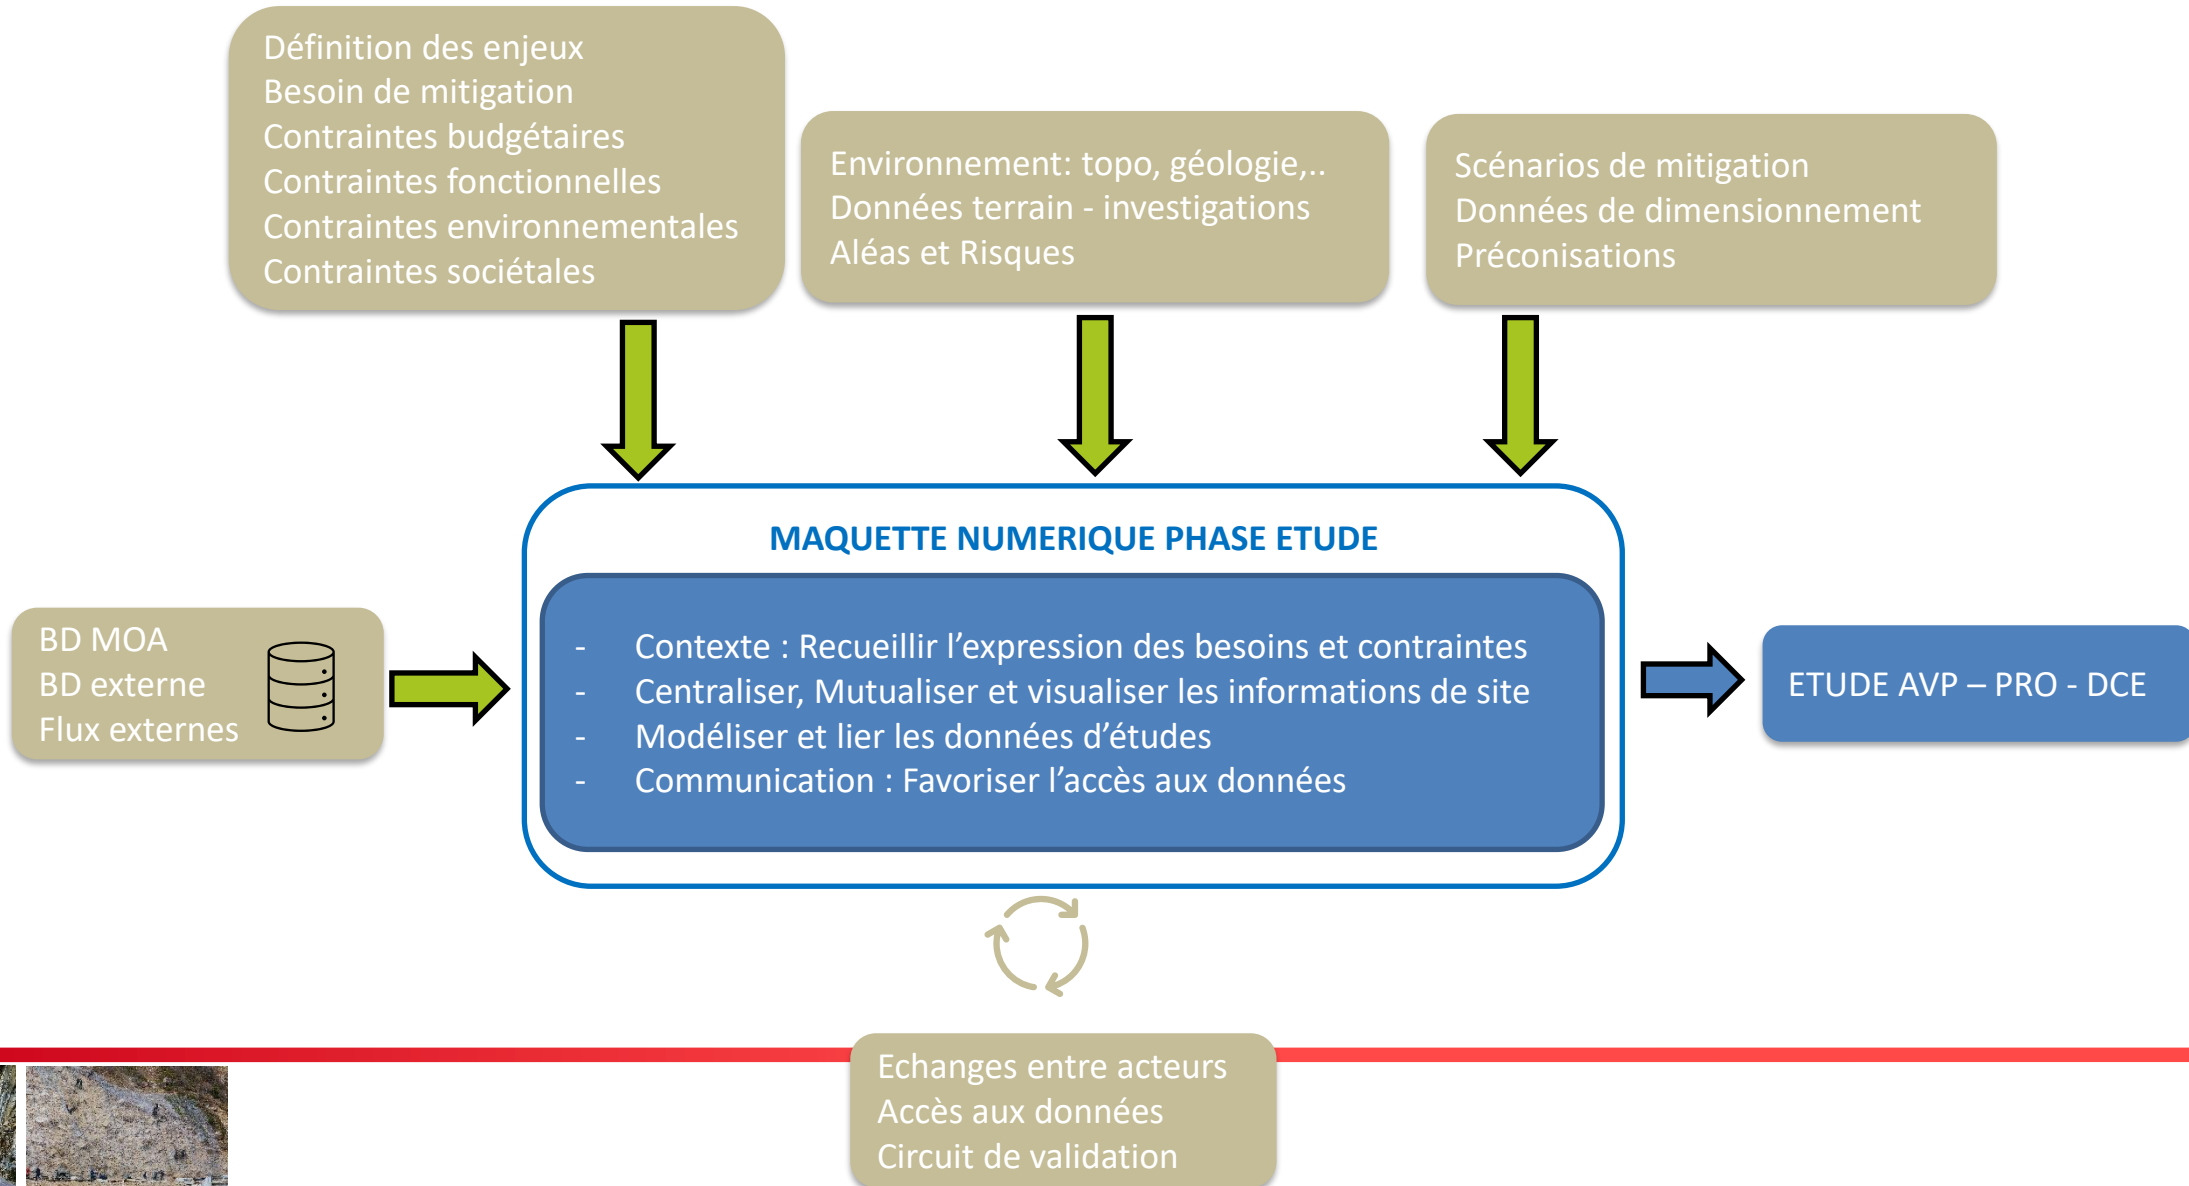 Définition des enjeux
Besoin de mitigation
Contraintes budgétaires
Contraintes fonctionnelles
Contraintes environnementales
Contraintes sociétales
Environnement: topo, géologie,..
Données terrain - investigations
Aléas et Risques
Scénarios de mitigation
Données de dimensionnement
Préconisations
MAQUETTE NUMERIQUE PHASE ETUDE
BD MOA
BD externe
Flux externes
- Contexte : Recueillir l’expression des besoins et contraintes
- Centraliser, Mutualiser et visualiser les informations de site
- Modéliser et lier les données d’études
- Communication : Favoriser l’accès aux données
ETUDE AVP – PRO - DCE
Echanges entre acteurs
Accès aux données
Circuit de validation